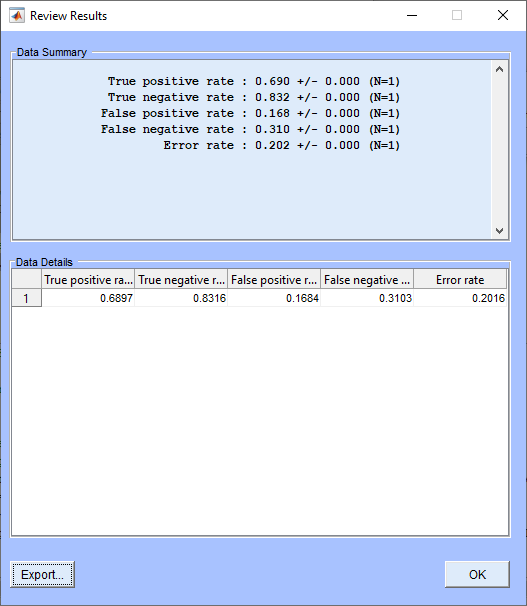 Review Results
Data Summary
True positive rate : 0.690 +/- 0.000 (N=1)
True negative rate : 0.832 +/- 0.000 (N=1)
False positive rate : 0.168 +/- 0.000 (N=1)
False negative rate : 0.310 +/- 0.000 (N=1)
Error rate : 0.202 +/- 0.000 (N=1)
Data Details
True positive ra... True negative r... False positive r... False negative ... Error rate
1 0.6897 0.8316 0.1684 0.3103 0.2016
Export... OK